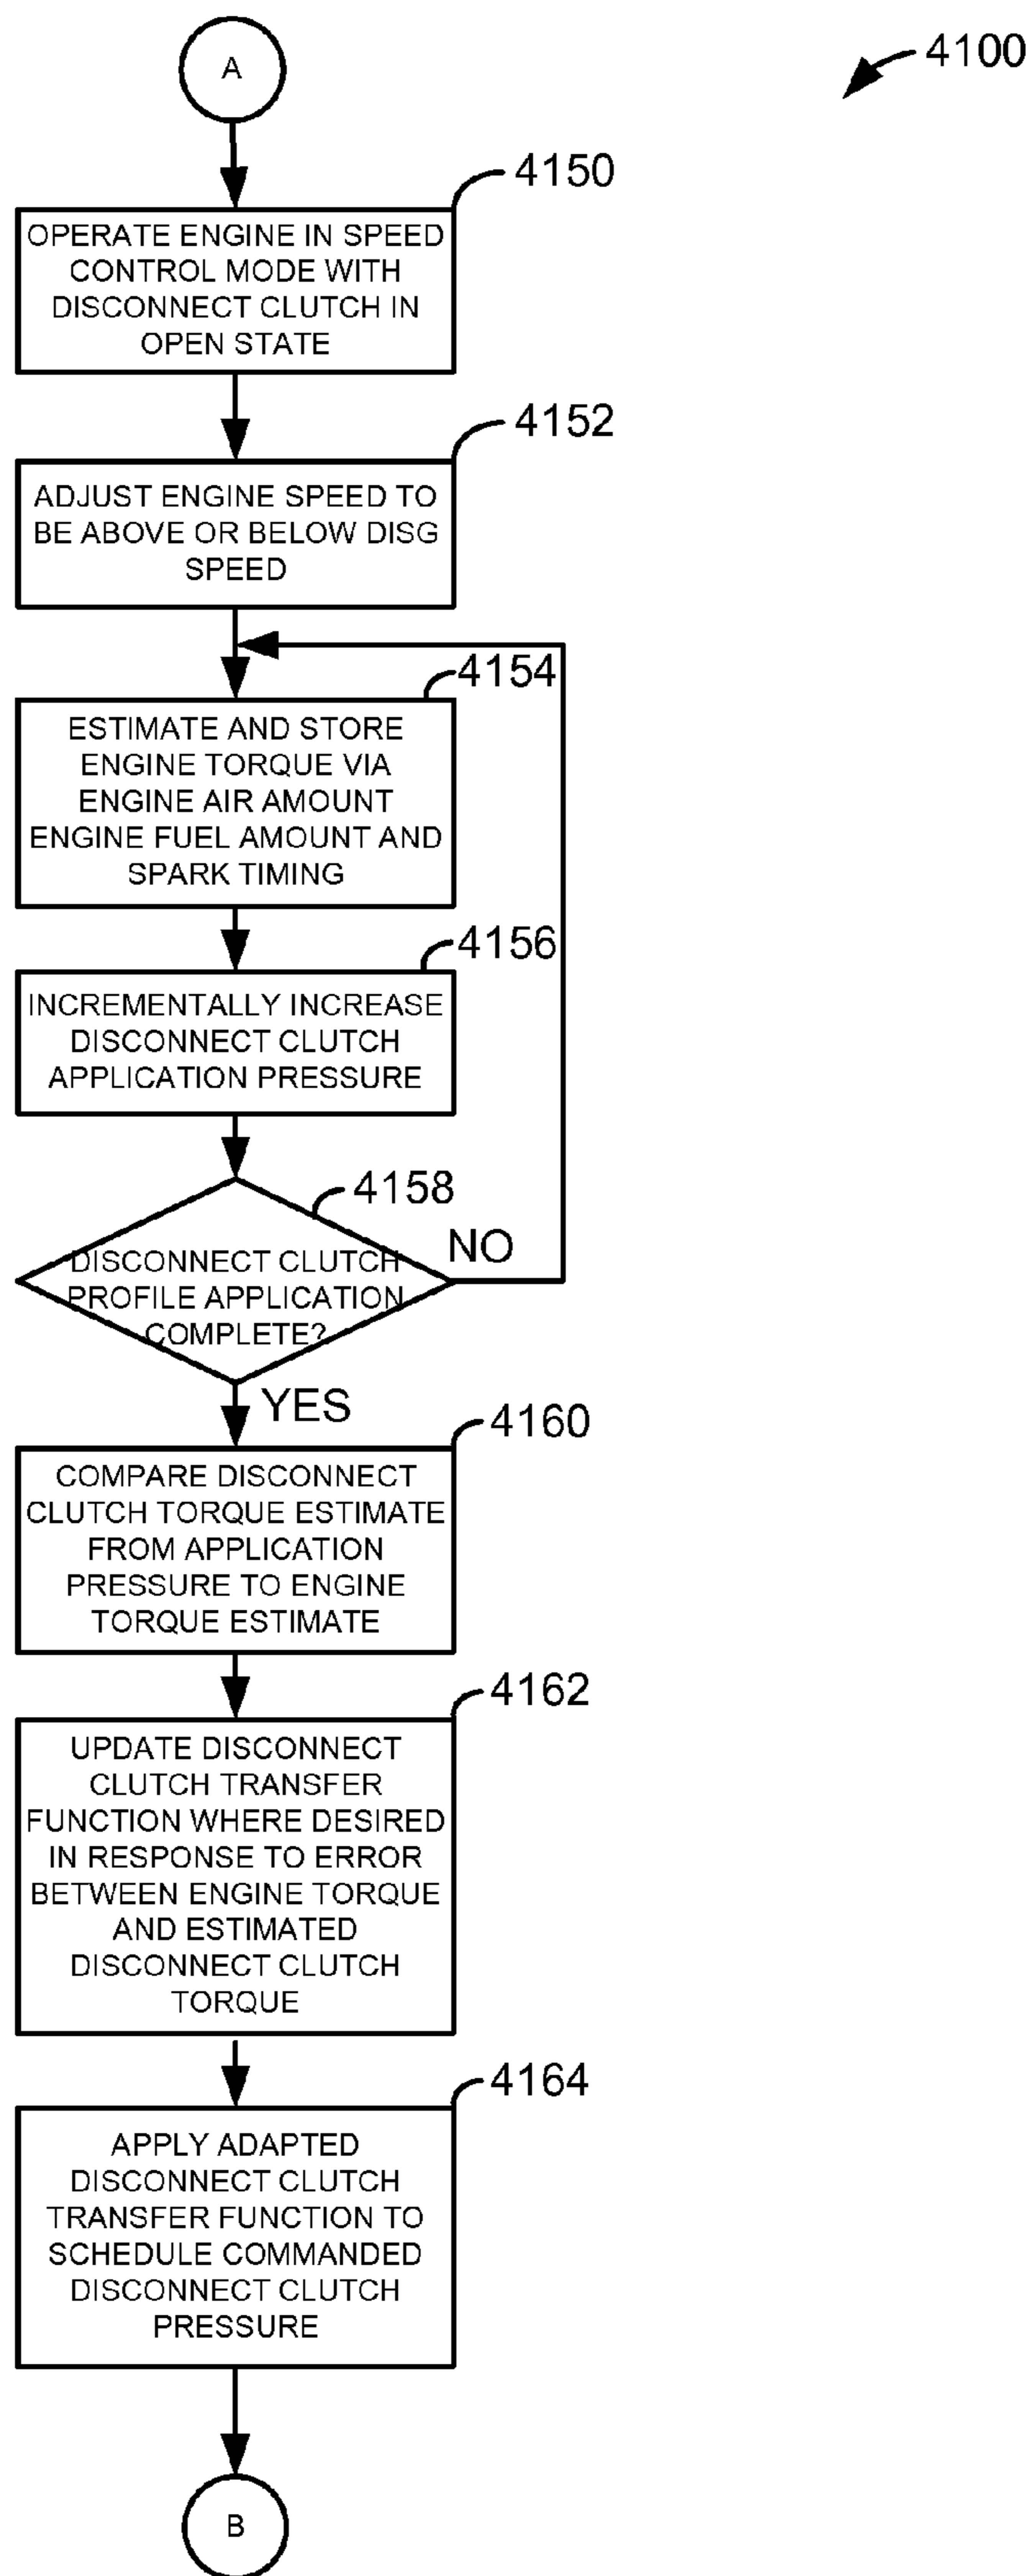 A
4100
4150
OPERATE ENGINE IN SPEED
CONTROL MODE WITH
DISCONNECT CLUTCH IN
OPEN STATE
4152
ADJUST ENGINE SPEED TO
BE ABOVE OR BELOW DISG
SPEED
4154
ESTIMATE AND STORE
ENGINE TORQUE VIA
ENGINE AIR AMOUNT
ENGINE FUEL AMOUNT AND
SPARK TIMING
4156
INCREMENTALLY INCREASE
DISCONNECT CLUTCH
APPLICATION PRESSURE
4158
NO
DISCONNECT CLUTCH
PROFILE APPLICATION
COMPLETE?
YES
4160
COMPARE DISCONNECT
CLUTCH TORQUE ESTIMATE
FROM APPLICATION
PRESSURE TO ENGINE
TORQUE ESTIMATE
4162
UPDATE DISCONNECT
CLUTCH TRANSFER
FUNCTION WHERE DESIRED
IN RESPONSE TO ERROR
BETWEEN ENGINE TORQUE
AND ESTIMATED
DISCONNECT CLUTCH
TORQUE
4164
APPLY ADAPTED
DISCONNECT CLUTCH
TRANSFER FUNCTION TO
SCHEDULE COMMANDED
DISCONNECT CLUTCH
PRESSURE
B